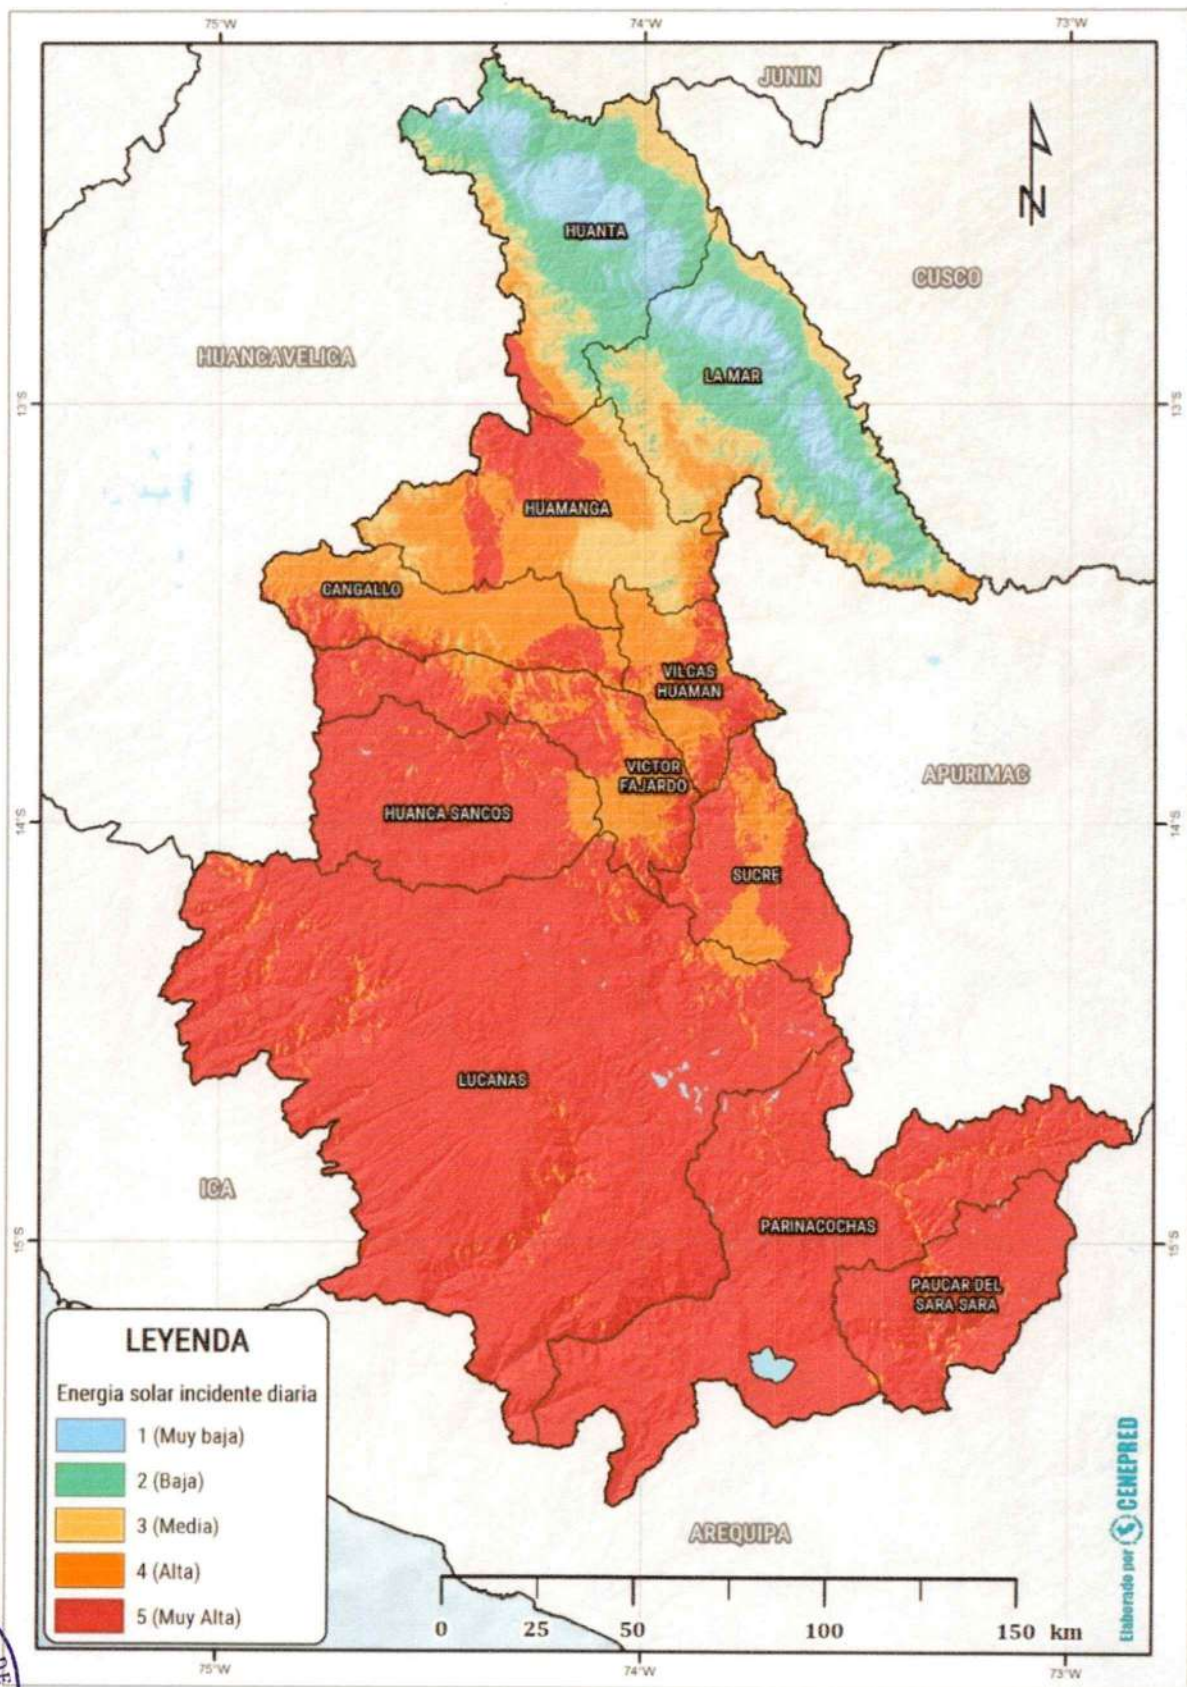 75°W
74°W
73°W
JUNIN
N
HUANTA
CUSCO
HUANCAVELICA
LA MAR
13°S
13°S
HUAMANGA
CANGALLO
VILCAS
HUAMAN
VICTOR
FAJARDO
APURIMAC
HUANCA SANCOS
14°S
14°S
SUCRE
LUCANAS
ICA
PARINACOCHAS
15°S
15°S
PAUCAR DEL
SARA SARA
LEYENDA
Energia solar incidente diaria
1 (Muy baja)
2 (Baja)
3 (Media)
4 (Alta)
5 (Muy Alta)
AREQUIPA
0 25 50 100 150 km
Elaborado por CENEPRED
75°W
74°W
73°W
DE